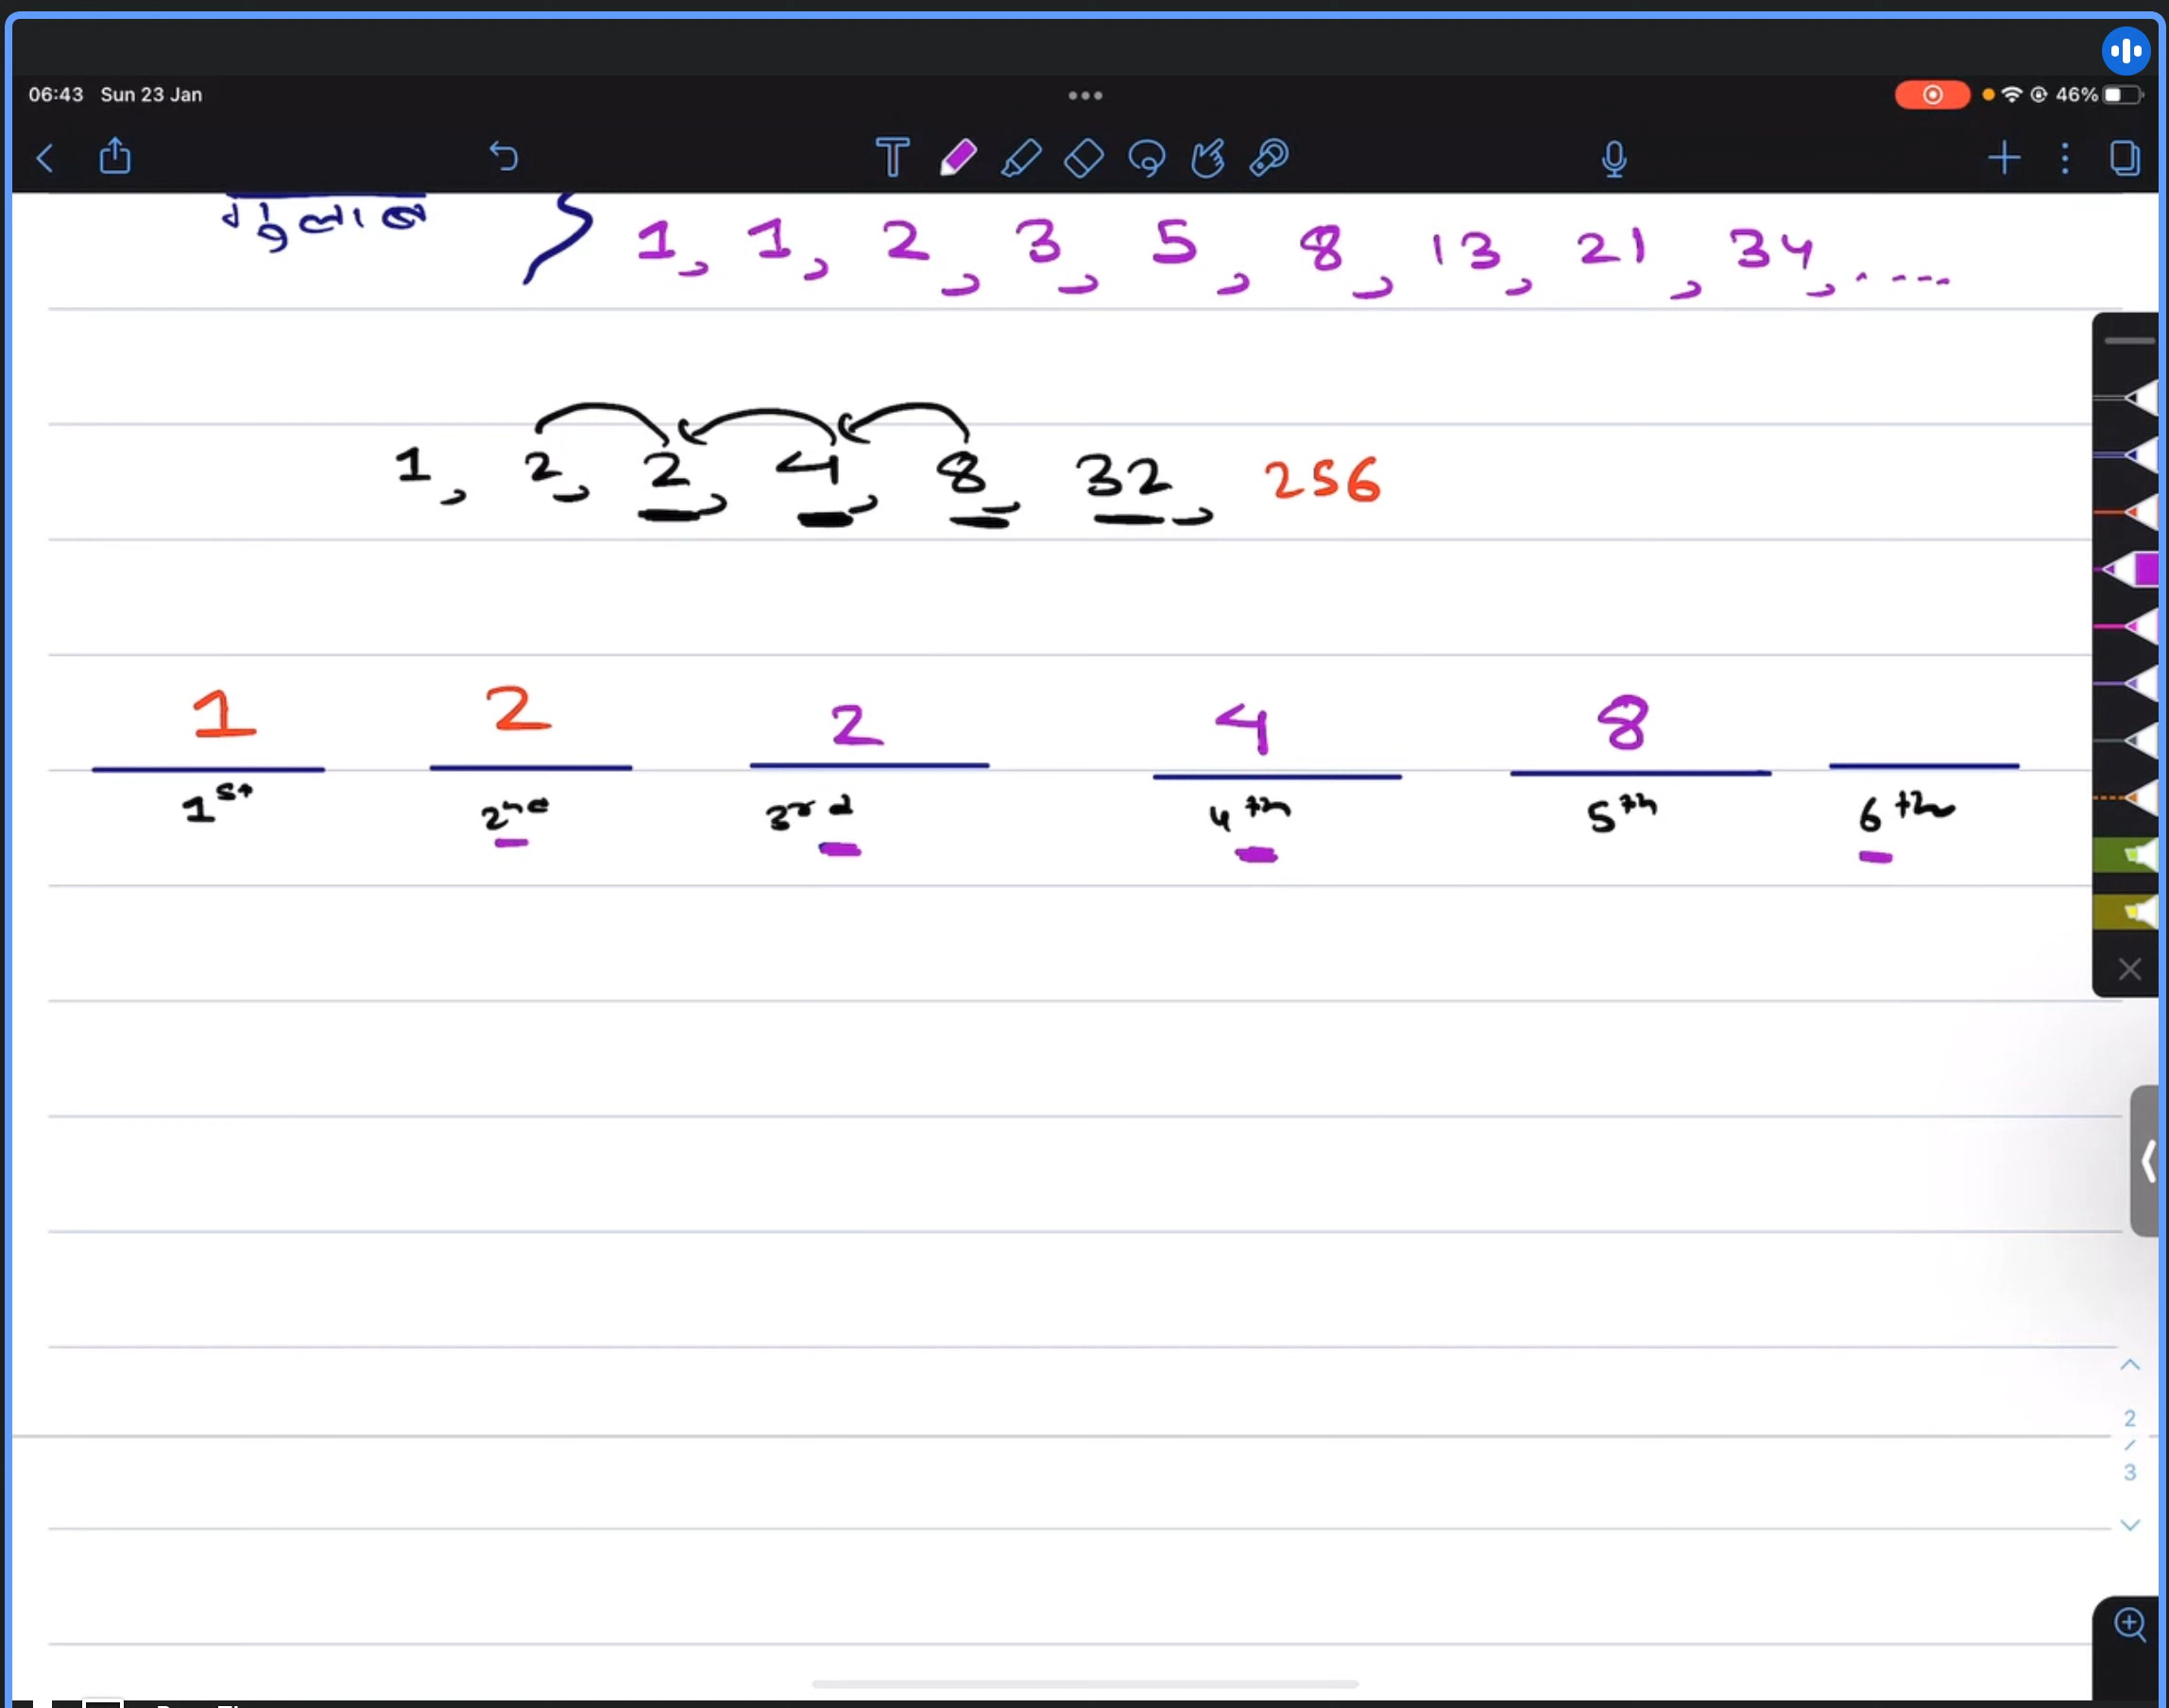 06:43 Sun 23 Jan 46%
1, 1, 2, 3, 5, 8, 13, 21, 34, .....
1, 2, 2, 4, 8, 32, 256
1 2 2 4 8
1st 2nd 3rd 4th 5th 6th
2
/
3